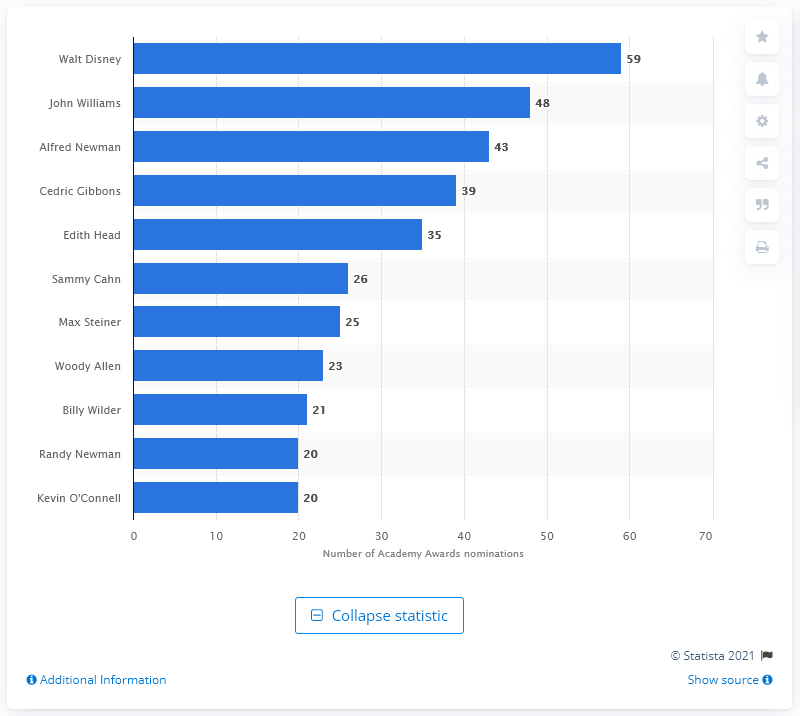 Walt Disney 59
John Williams 48
Alfred Newman 43
Cedric Gibbons 39
Edith Head 35
Sammy Cahn 26
Max Steiner 25
Woody Allen 23
Billy Wilder 21
Randy Newman 20
Kevin O'Connell 20
0 10 20 30 40 50 60 70
Number of Academy Awards nominations
Collapse statistic
© Statista 2021
Additional Information Show source